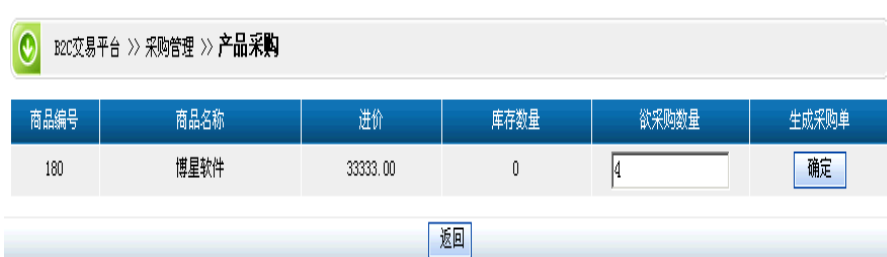 B2C交易平台 >> 采购管理 >> 产品采购
商品编号 商品名称 进价 库存数量 欲采购数量 生成采购单
180 博星软件 33333.00 0 4 确定
返回